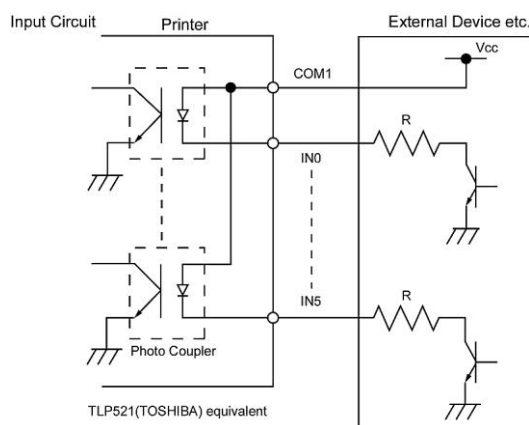 Input Circuit
Printer
External Device etc.
Vcc
COM1
R
IN0
R
IN5
Photo Coupler
TLP521(TOSHIBA) equivalent